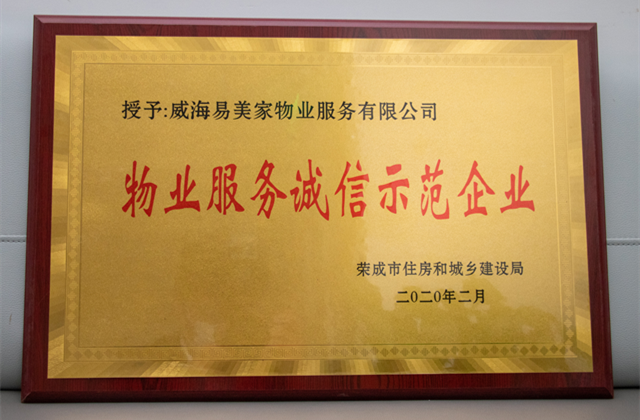 授予:威海易美家物业服务有限公司
物业服务诚信示范企业
荣成市住房和城乡建设局
二〇二〇年二月